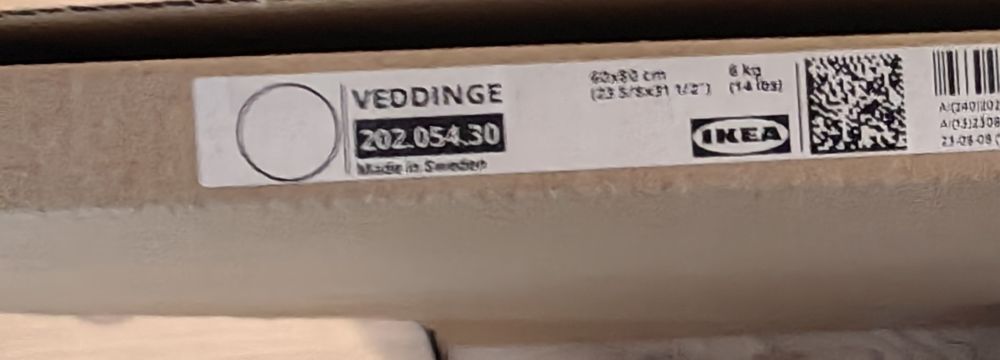 VEDDINGE
202.054.30
Made in Sweden
60x80 cm
(23 5/8x31 1/2")
6 kg
(14 lbs)
IKEA